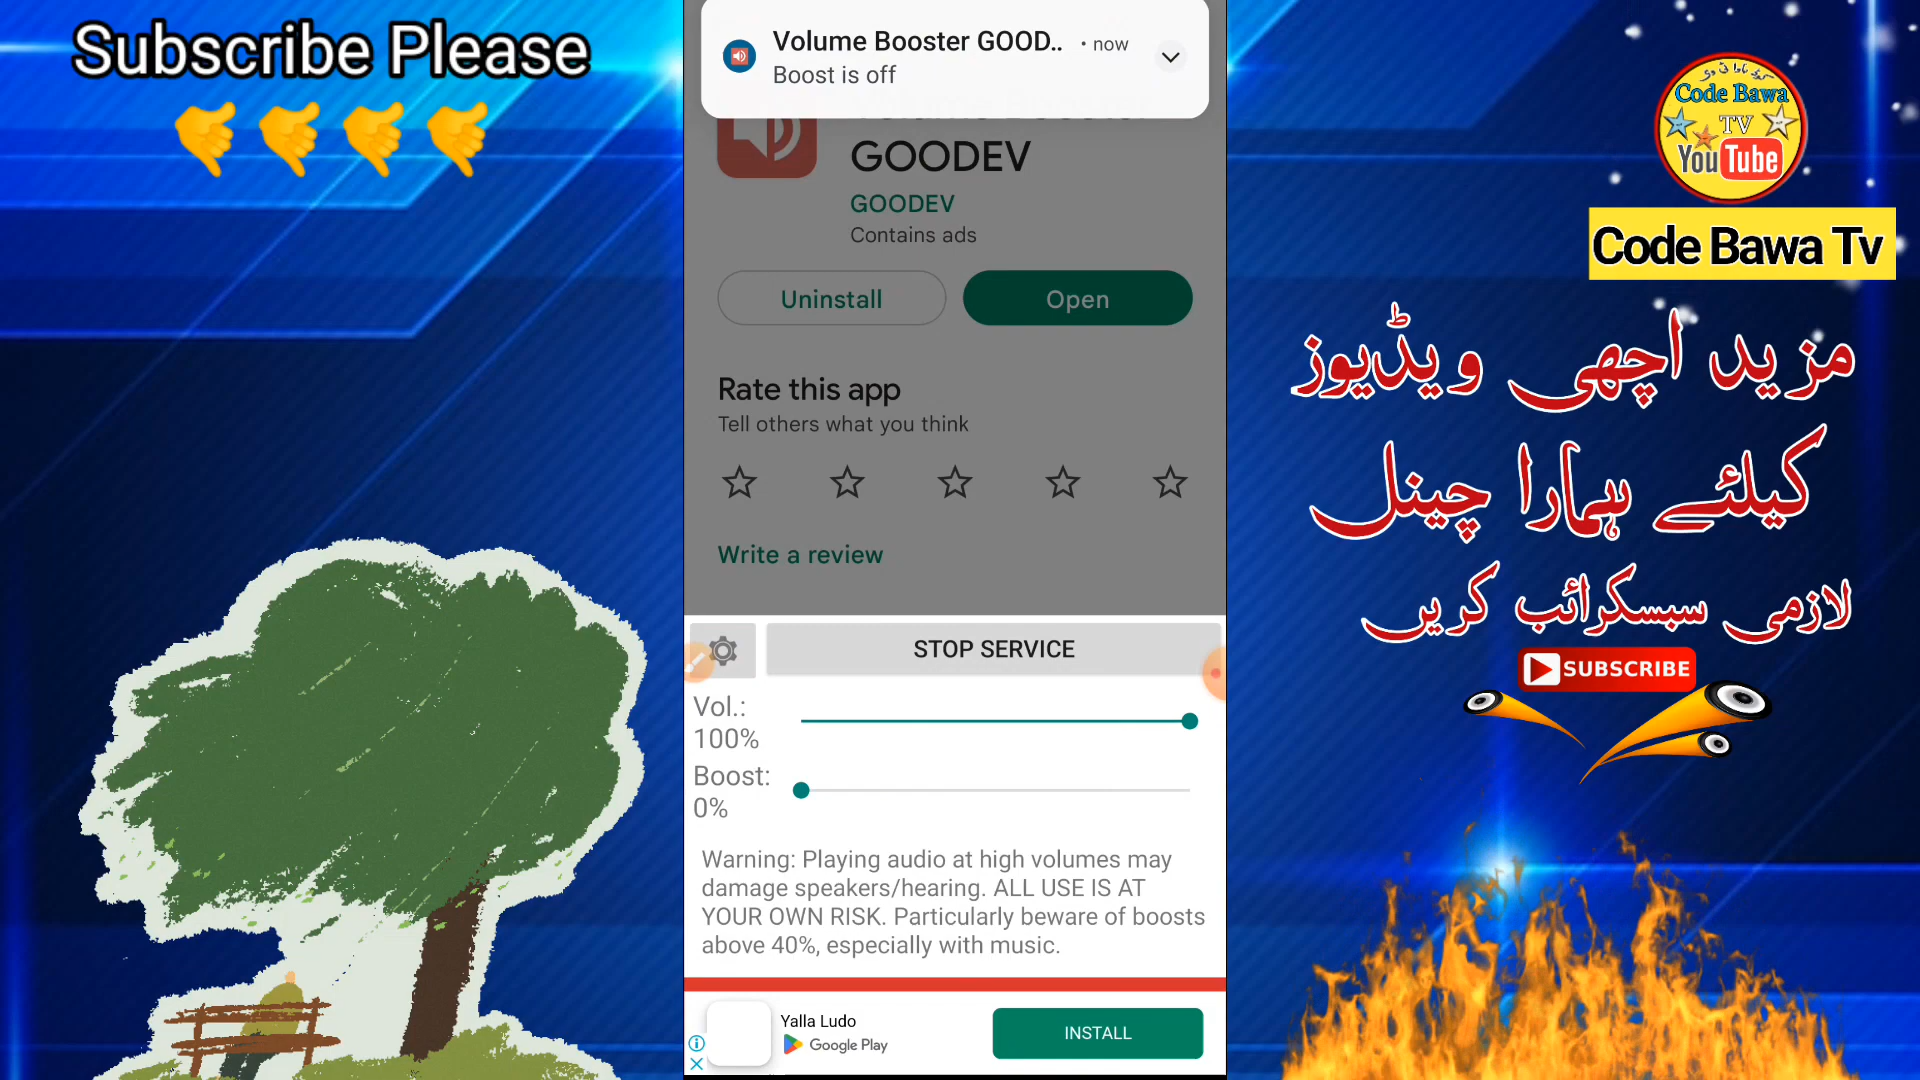 Subscribe Please
Volume Booster GOOD.. • now
Boost is off
GOODEV
GOODEV
Contains ads
Uninstall
Open
Rate this app
Tell others what you think
Write a review
STOP SERVICE
Vol.:
100%
Boost:
0%
Warning: Playing audio at high volumes may
damage speakers/hearing. ALL USE IS AT
YOUR OWN RISK. Particularly beware of boosts
above 40%, especially with music.
Yalla Ludo
Google Play
INSTALL
Code Bawa
TV
YouTube
Code Bawa Tv
مزید اچھی ویڈیوز
کیلئے ہمارا چینل
لازمی سبسکرائب کریں
SUBSCRIBE